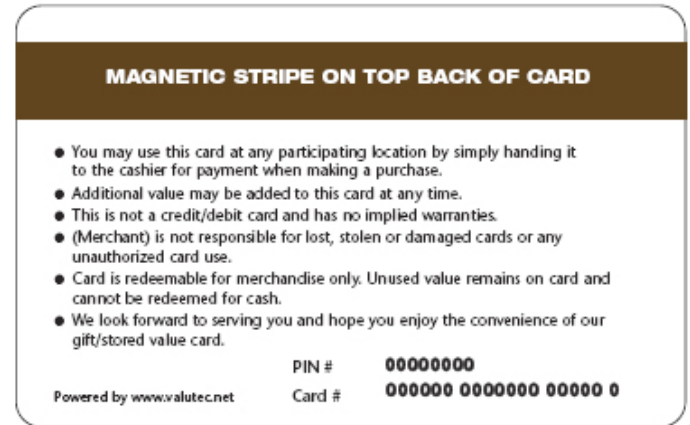 MAGNETIC STRIPE ON TOP BACK OF CARD
● You may use this card at any participating location by simply handing it
to the cashier for payment when making a purchase.
● Additional value may be added to this card at any time.
● This is not a credit/debit card and has no implied warranties.
● (Merchant) is not responsible for lost, stolen or damaged cards or any
unauthorized card use.
● Card is redeemable for merchandise only. Unused value remains on card and
cannot be redeemed for cash.
● We look forward to serving you and hope you enjoy the convenience of our
gift/stored value card.
PIN # 00000000
Powered by www.valutec.net Card # 000000 0000000 00000 0